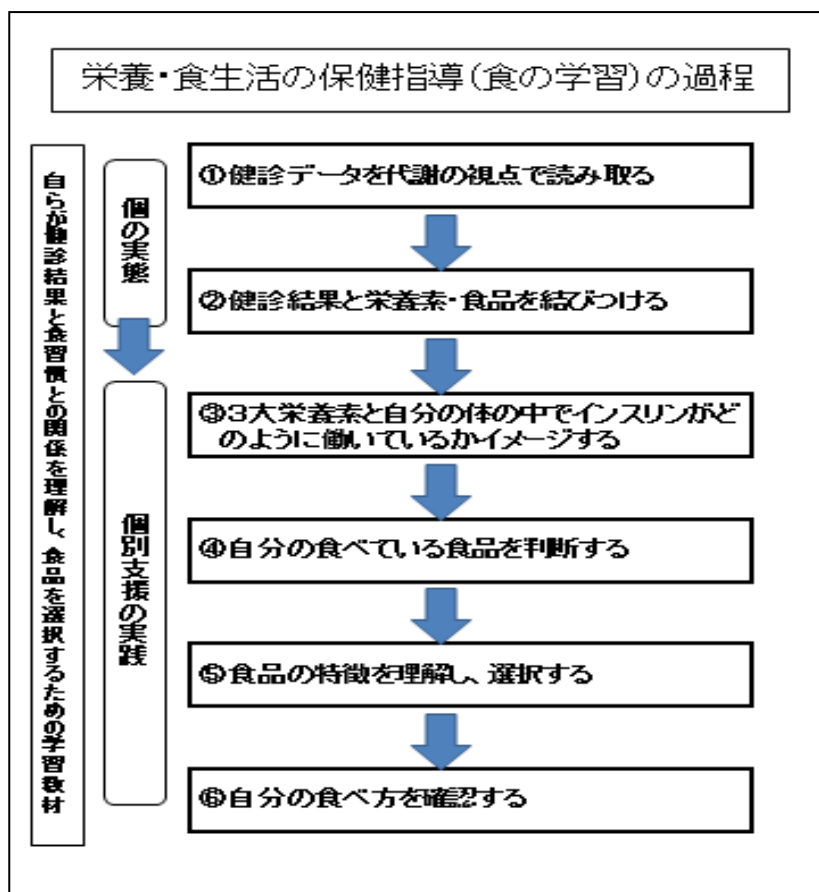 栄養・食生活の保健指導(食の学習)の過程
自らが健診結果と食習慣との関係を理解し、食品を選択するための学習教材
個の実態
個別支援の実践
①健診データを代謝の視点で読み取る
②健診結果と栄養素・食品を結びつける
③3大栄養素と自分の体の中でインスリンがど
のように働いているかイメージする
④自分の食べている食品を判断する
⑤食品の特徴を理解し、選択する
⑥自分の食べ方を確認する